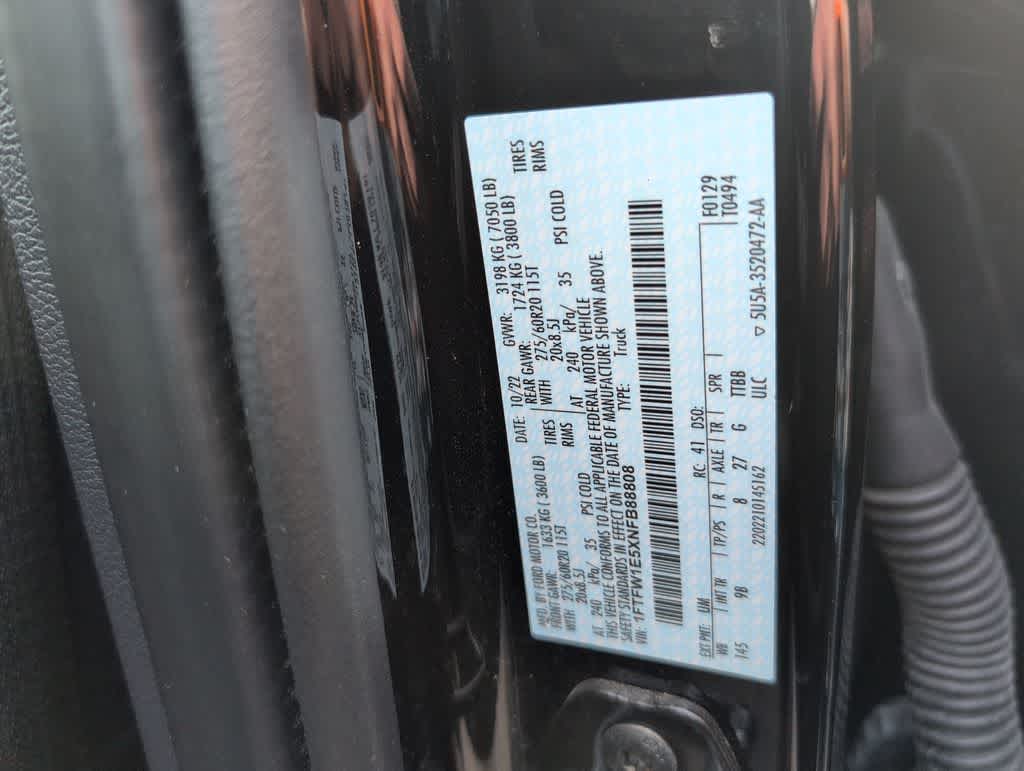 MFD. BY FORD MOTOR CO.
DATE: 10/22 GVWR: 3198 KG ( 7050 LB)
FRONT GAWR: 1633 KG (3600 LB) REAR GAWR: 1724 KG ( 3800 LB)
WITH 275/60R20 115T TIRES WITH 275/60R20 115T TIRES
20x8.5J RIMS 20x8.5J RIMS
AT 240 kPa/ 35 PSI COLD AT 240 kPa/ 35 PSI COLD
THIS VEHICLE CONFORMS TO ALL APPLICABLE FEDERAL MOTOR VEHICLE
SAFETY STANDARDS IN EFFECT ON THE DATE OF MANUFACTURE SHOWN ABOVE.
VIN: 1FTFW1E5XNFB88808 TYPE: Truck
F0129
T0494
EXT PNT: UM RC: 41 DSO:
WB INT TR TP/PS R AXLE TR SPR
145 9B 8 27 G TTBB
220221014516​2 ULC ▽ 5U5A-3520472-AA